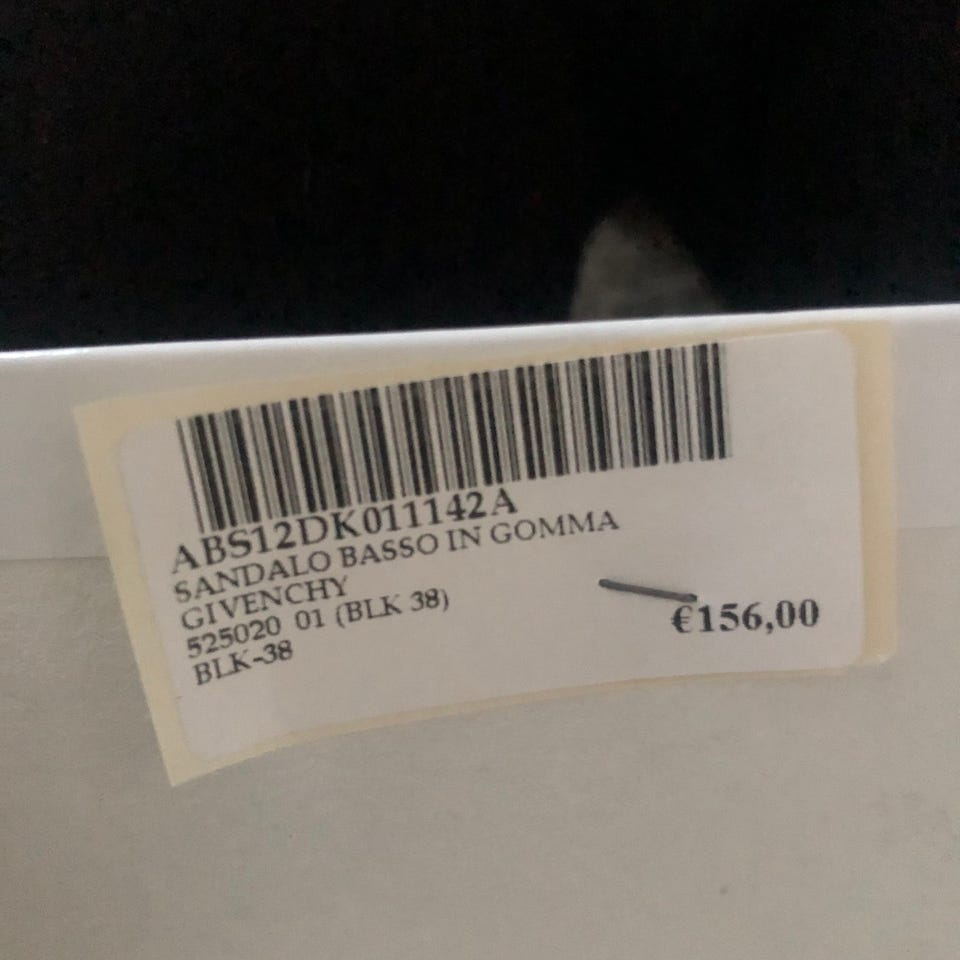 ABS12DK011142A
SANDALO BASSO IN GOMMA
GIVENCHY
525020 01 (BLK 38)
BLK-38
€156,00